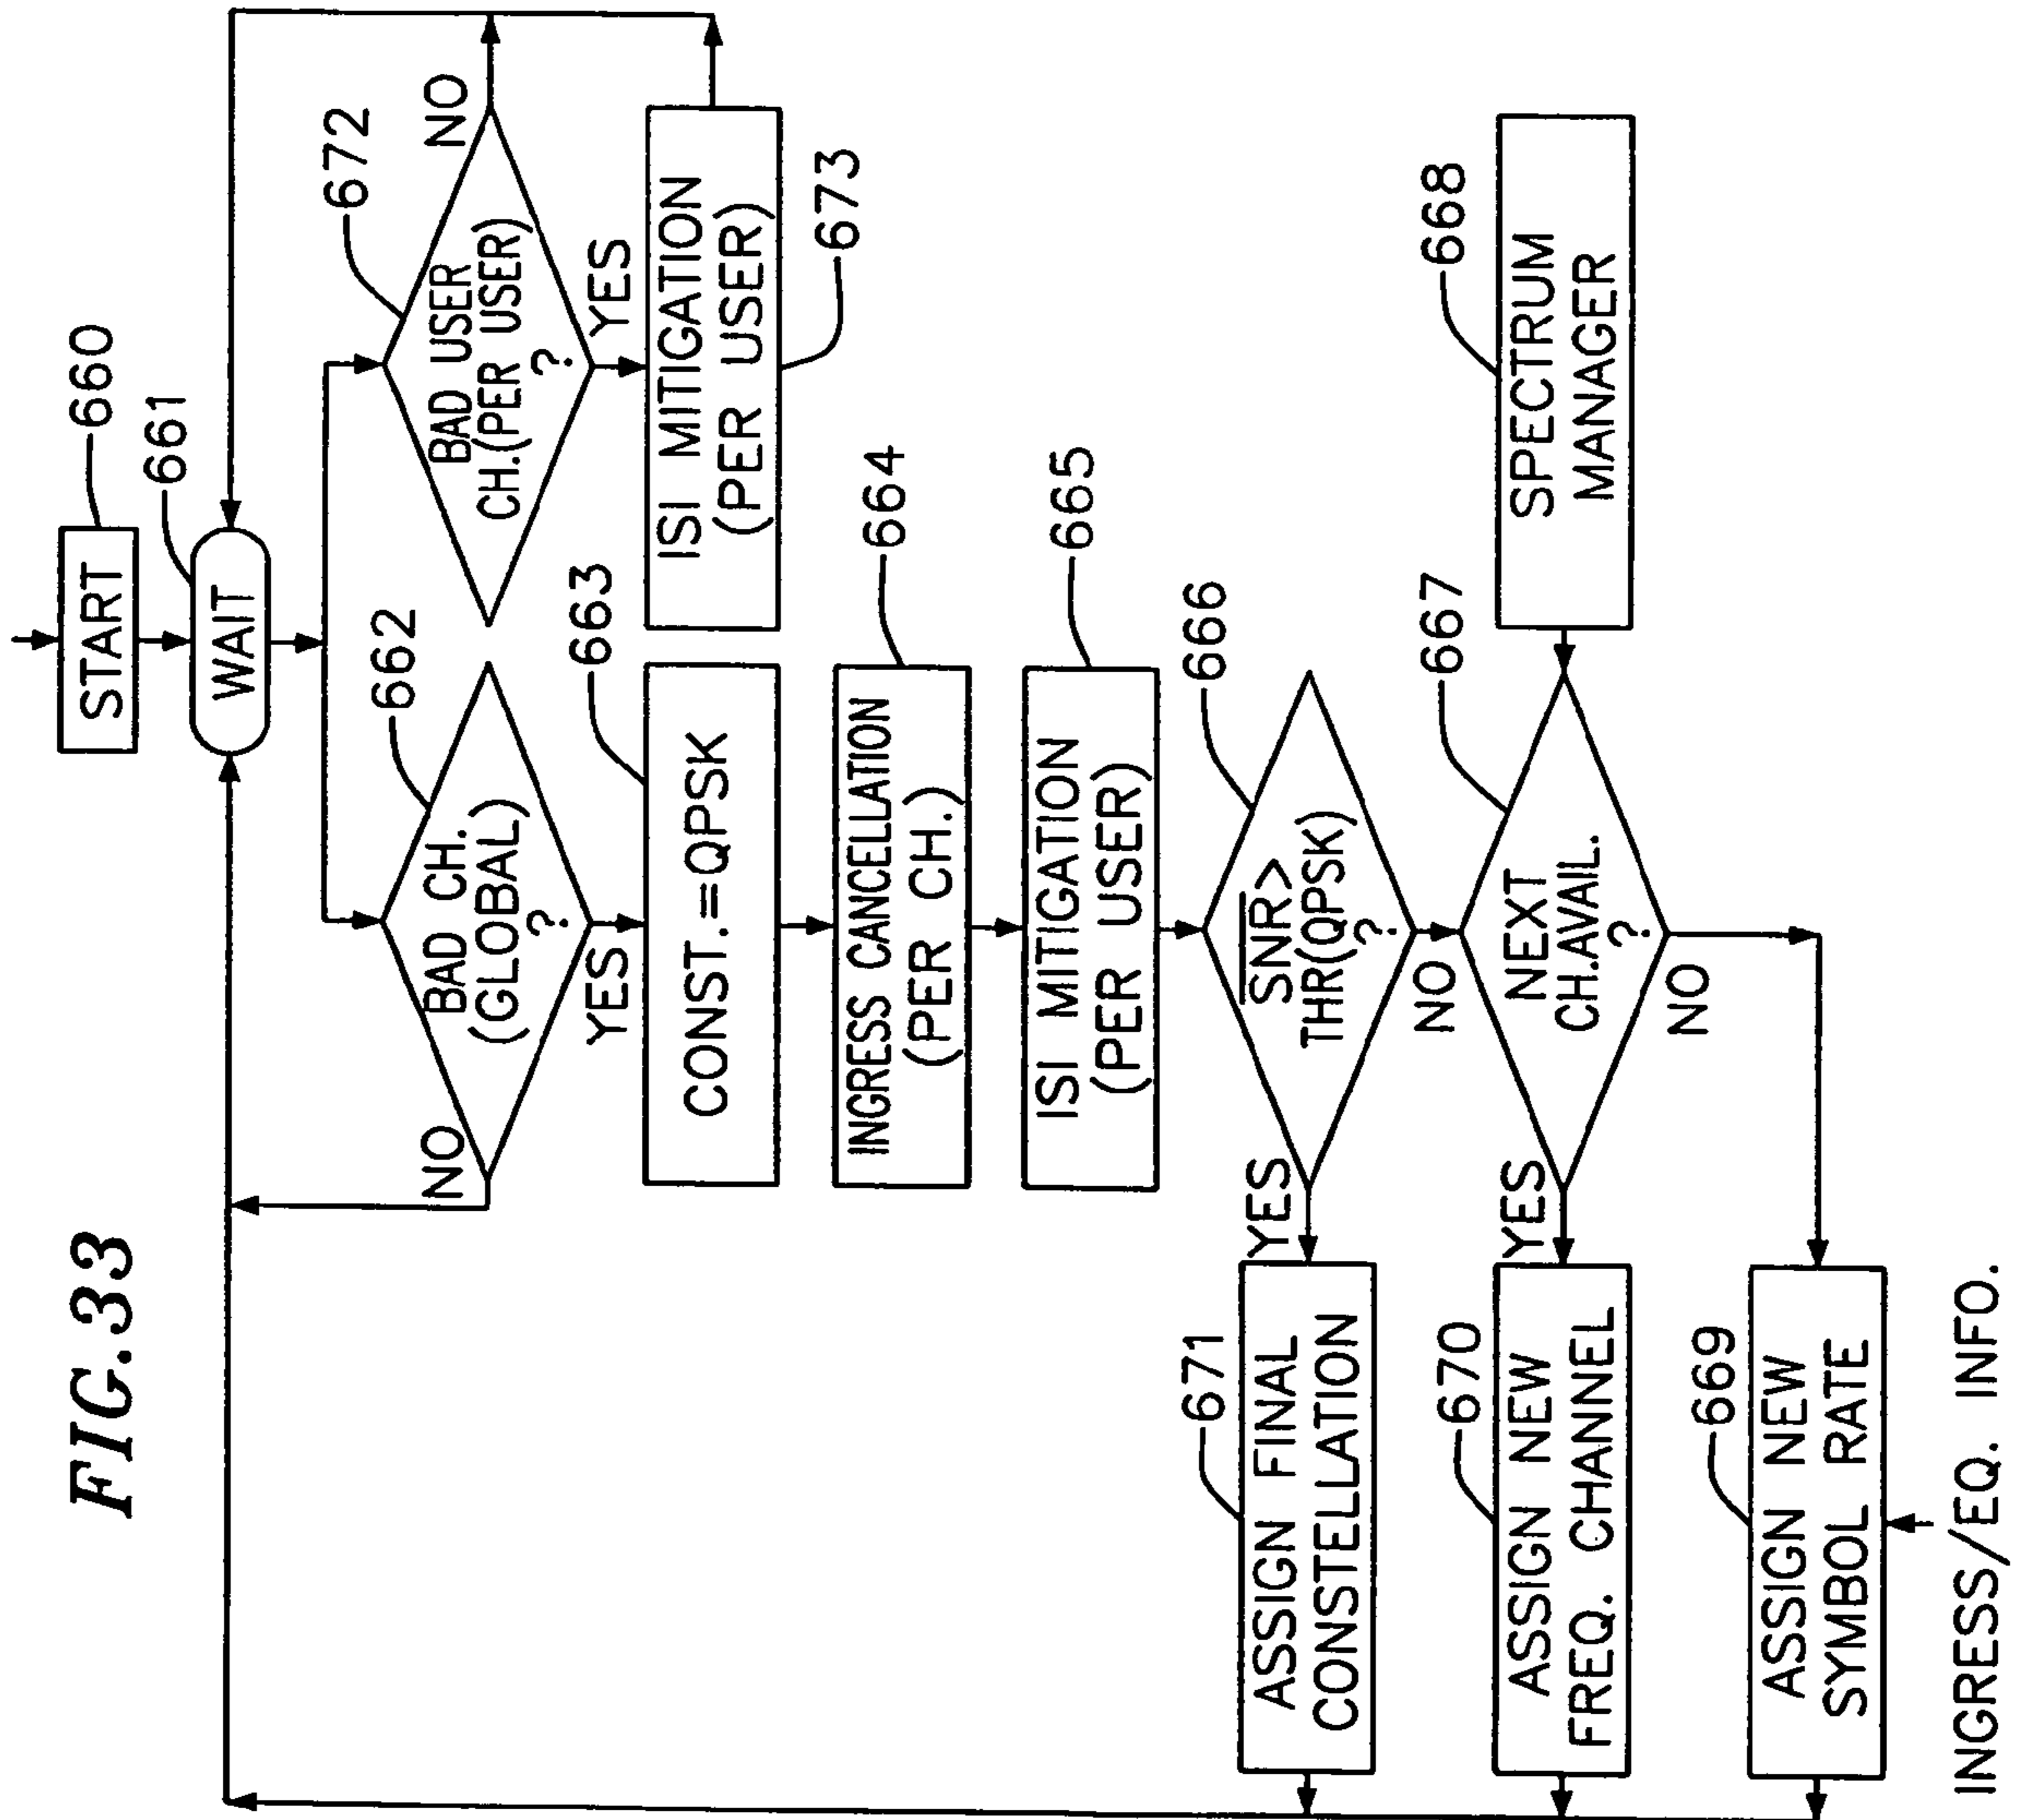 FIG.33
START
660
WAIT
661
BAD CH.
(GLOBAL)
?
662
NO
YES
BAD USER
CH.(PER USER)
?
672
NO
YES
CONST.=QPSK
663
ISI MITIGATION
(PER USER)
673
INGRESS CANCELLATION
(PER CH.)
664
ISI MITIGATION
(PER USER)
665
SNR>
THR(QPSK)
?
666
YES
NO
ASSIGN FINAL
CONSTELLATION
671
NEXT
CH.AVAIL.
?
667
YES
NO
SPECTRUM
MANAGER
668
ASSIGN NEW
FREQ. CHANNEL
670
ASSIGN NEW
SYMBOL RATE
669
INGRESS/EQ. INFO.